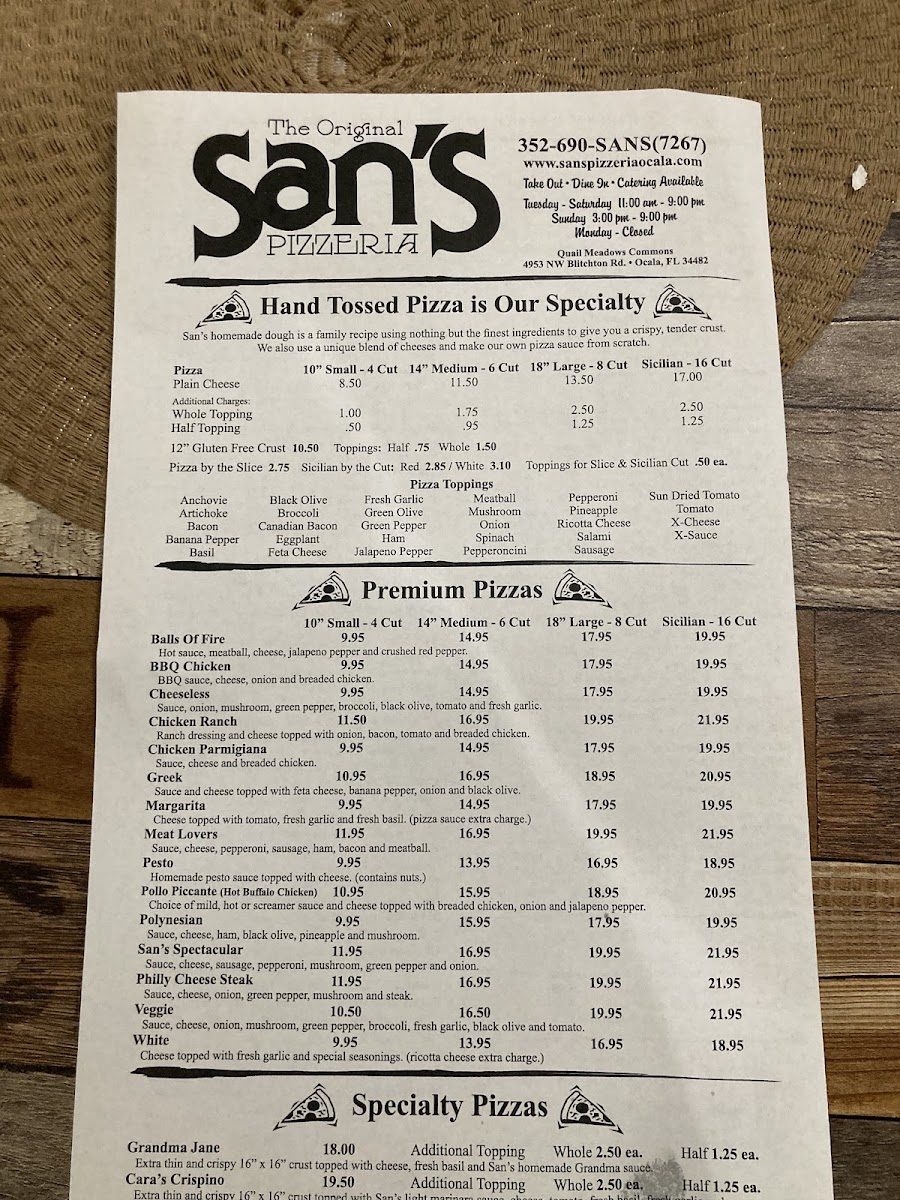 The Original
San's
PIZZERIA
352-690-SANS(7267)
www.sanspizzeriaocala.com
Take Out • Dine In • Catering Available
Tuesday - Saturday 11:00 am - 9:00 pm
Sunday 3:00 pm - 9:00 pm
Monday - Closed
Quail Meadows Commons
4953 NW Blitchton Rd. • Ocala, FL 34482
Hand Tossed Pizza is Our Specialty
San's homemade dough is a family recipe using nothing but the finest ingredients to give you a crispy, tender crust.
We also use a unique blend of cheeses and make our own pizza sauce from scratch.
Pizza 10" Small - 4 Cut 14" Medium - 6 Cut 18" Large - 8 Cut Sicilian - 16 Cut
Plain Cheese 8.50 11.50 13.50 17.00
Additional Charges:
Whole Topping 1.00 1.75 2.50 2.50
Half Topping .50 .95 1.25 1.25
12" Gluten Free Crust 10.50 Toppings: Half .75 Whole 1.50
Pizza by the Slice 2.75 Sicilian by the Cut: Red 2.85 / White 3.10 Toppings for Slice & Sicilian Cut .50 ea.
Pizza Toppings
Anchovie Black Olive Fresh Garlic Meatball Pepperoni Sun Dried Tomato
Artichoke Broccoli Green Olive Mushroom Pineapple Tomato
Bacon Canadian Bacon Green Pepper Onion Ricotta Cheese X-Cheese
Banana Pepper Eggplant Ham Spinach Salami X-Sauce
Basil Feta Cheese Jalapeno Pepper Pepperoncini Sausage
Premium Pizzas
10" Small - 4 Cut 14" Medium - 6 Cut 18" Large - 8 Cut Sicilian - 16 Cut
Balls Of Fire 9.95 14.95 17.95 19.95
Hot sauce, meatball, cheese, jalapeno pepper and crushed red pepper.
BBQ Chicken 9.95 14.95 17.95 19.95
BBQ sauce, cheese, onion and breaded chicken.
Cheeseless 9.95 14.95 17.95 19.95
Sauce, onion, mushroom, green pepper, broccoli, black olive, tomato and fresh garlic.
Chicken Ranch 11.50 16.95 19.95 21.95
Ranch dressing and cheese topped with onion, bacon, tomato and breaded chicken.
Chicken Parmigiana 9.95 14.95 17.95 19.95
Sauce, cheese and breaded chicken.
Greek 10.95 16.95 18.95 20.95
Sauce and cheese topped with feta cheese, banana pepper, onion and black olive.
Margarita 9.95 14.95 17.95 19.95
Cheese topped with tomato, fresh garlic and fresh basil. (pizza sauce extra charge.)
Meat Lovers 11.95 16.95 19.95 21.95
Sauce, cheese, pepperoni, sausage, ham, bacon and meatball.
Pesto 9.95 13.95 16.95 18.95
Homemade pesto sauce topped with cheese. (contains nuts.)
Pollo Piccante (Hot Buffalo Chicken) 10.95 15.95 18.95 20.95
Choice of mild, hot or screamer sauce and cheese topped with breaded chicken, onion and jalapeno pepper.
Polynesian 9.95 15.95 17.95 19.95
Sauce, cheese, ham, black olive, pineapple and mushroom.
San's Spectacular 11.95 16.95 19.95 21.95
Sauce, cheese, sausage, pepperoni, mushroom, green pepper and onion.
Philly Cheese Steak 11.95 16.95 19.95 21.95
Sauce, cheese, onion, green pepper, mushroom and steak.
Veggie 10.50 16.50 19.95 21.95
Sauce, cheese, onion, mushroom, green pepper, broccoli, fresh garlic, black olive and tomato.
White 9.95 13.95 16.95 18.95
Cheese topped with fresh garlic and special seasonings. (ricotta cheese extra charge.)
Specialty Pizzas
Grandma Jane 18.00 Additional Topping Whole 2.50 ea. Half 1.25 ea.
Extra thin and crispy 16" x 16" crust topped with cheese, fresh basil and San's homemade Grandma sauce.
Cara's Crispino 19.50 Additional Topping Whole 2.50 ea. Half 1.25 ea.
Extra thin and crispy 16" x 16" crust topped with San's light marinara sauce, cheese, tomato, fresh basil,